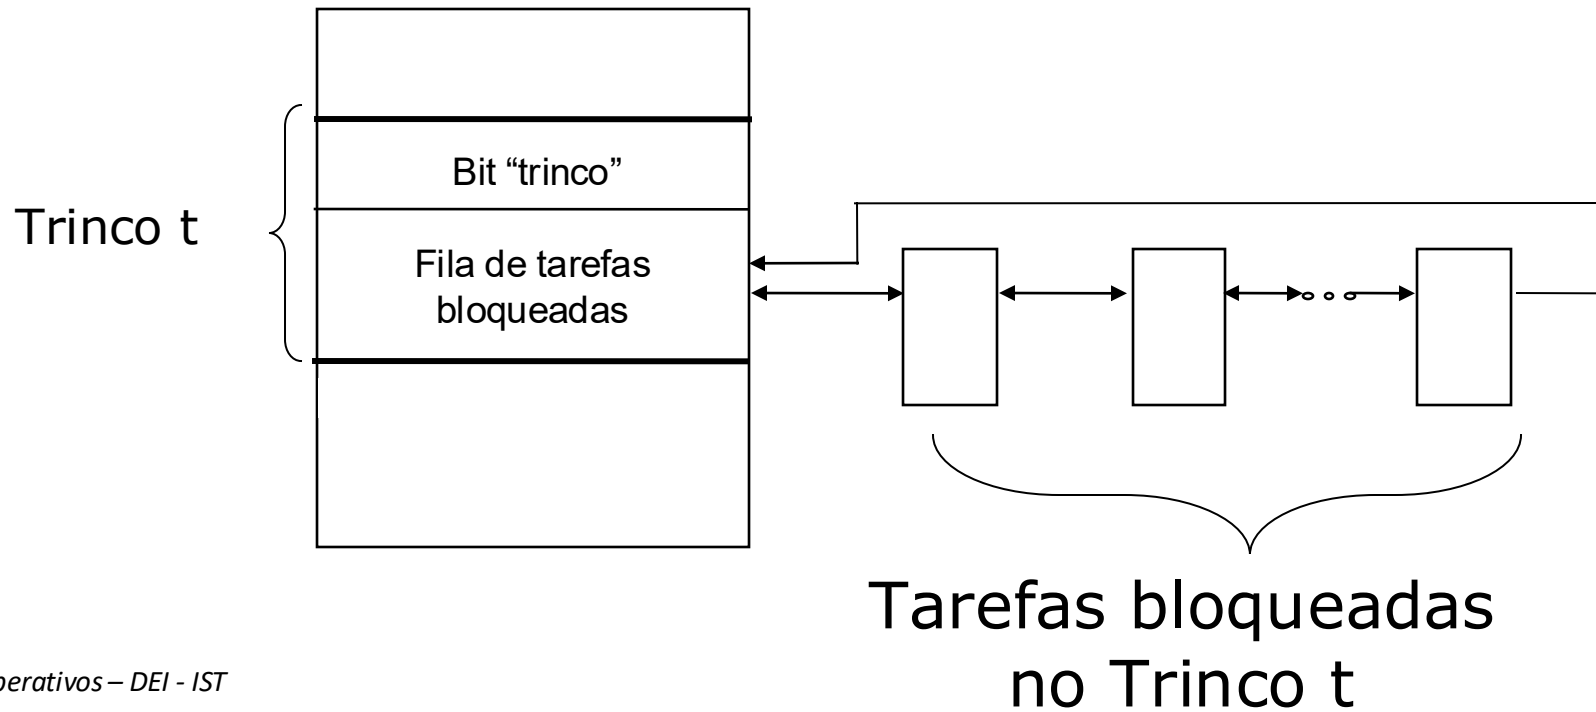 Bit “trinco”
Trinco t
Fila de tarefas
bloqueadas
Tarefas bloqueadas
no Trinco t
perativos – DEI - IST